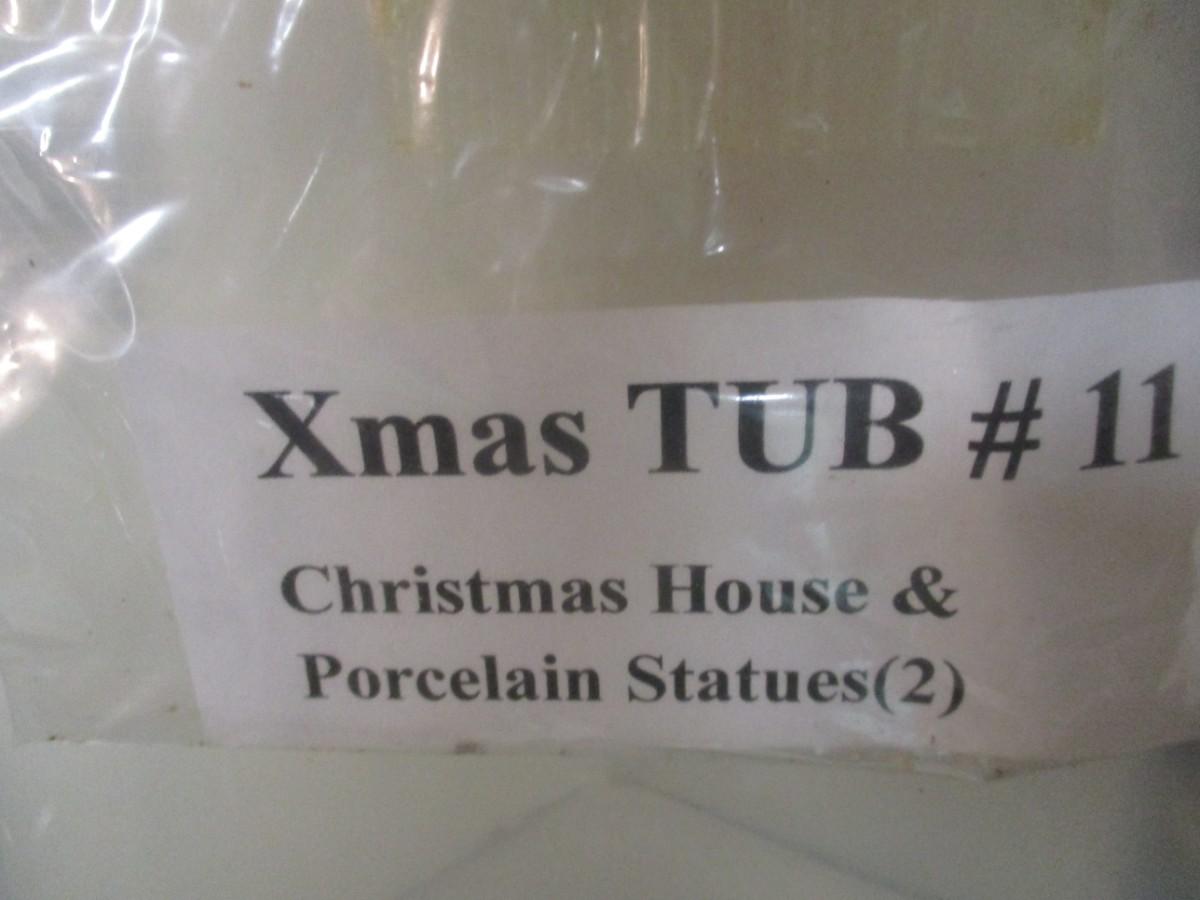 Xmas TUB # 11
Christmas House &
Porcelain Statues(2)